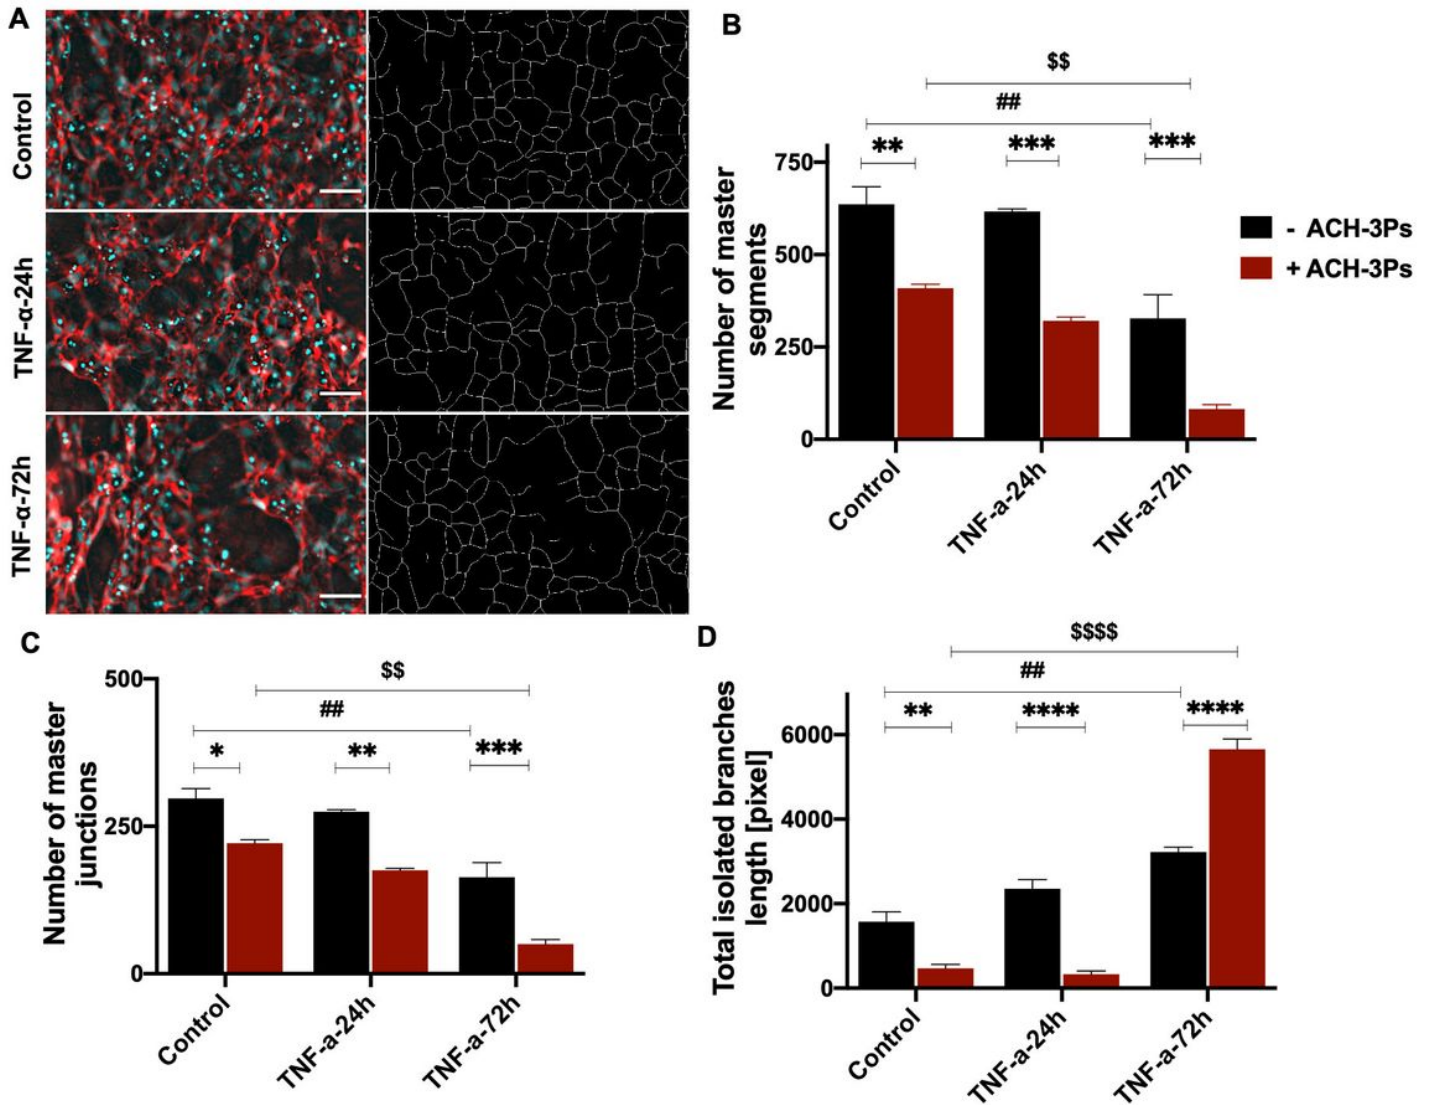 A
Control
TNF-α-24h
TNF-α-72h
B
$$
##
**
***
***
750
500
250
0
Number of master
segments
Control
TNF-a-24h
TNF-a-72h
- ACH-3Ps
+ ACH-3Ps
C
$$
##
*
**
***
500
250
0
Number of master
junctions
Control
TNF-a-24h
TNF-a-72h
D
$$$$
##
**
****
****
6000
4000
2000
0
Total isolated branches
length [pixel]
Control
TNF-a-24h
TNF-a-72h